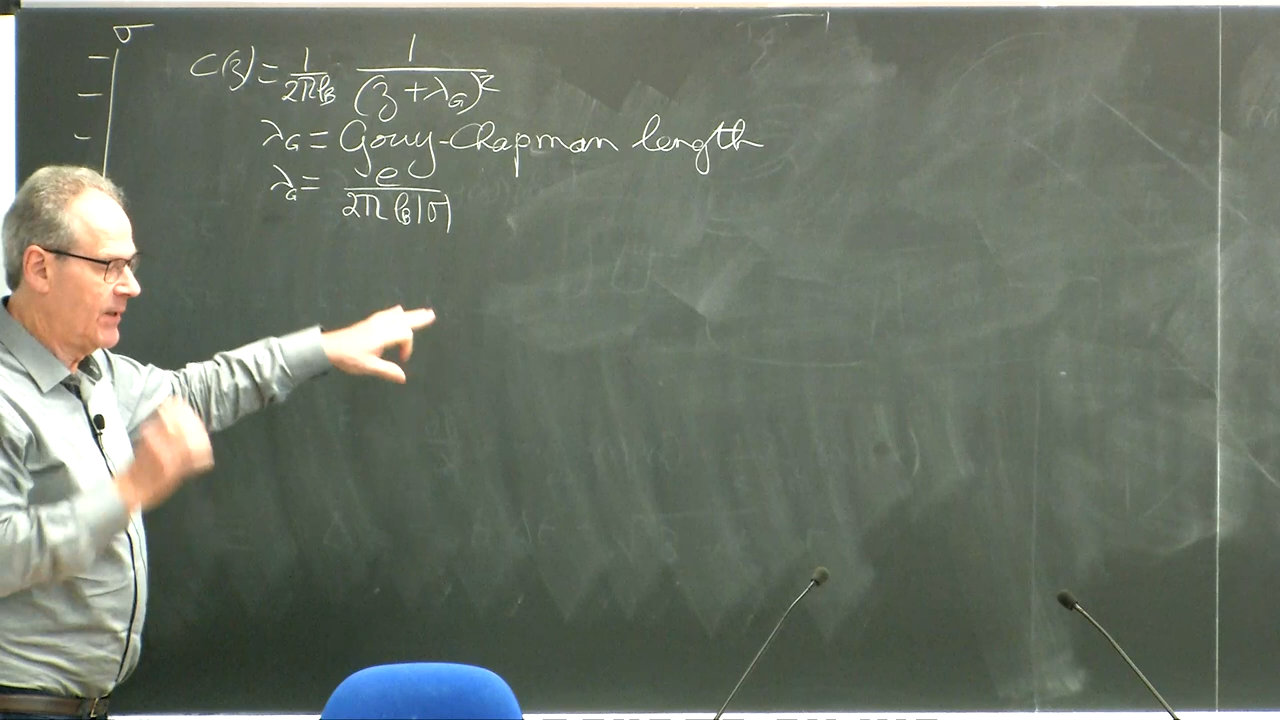 σ
C(z) = 1/2πl_B 1/(z + λ_G)²
λ_G = Gouy-Chapman length
λ_G = e/2πl_B|σ|